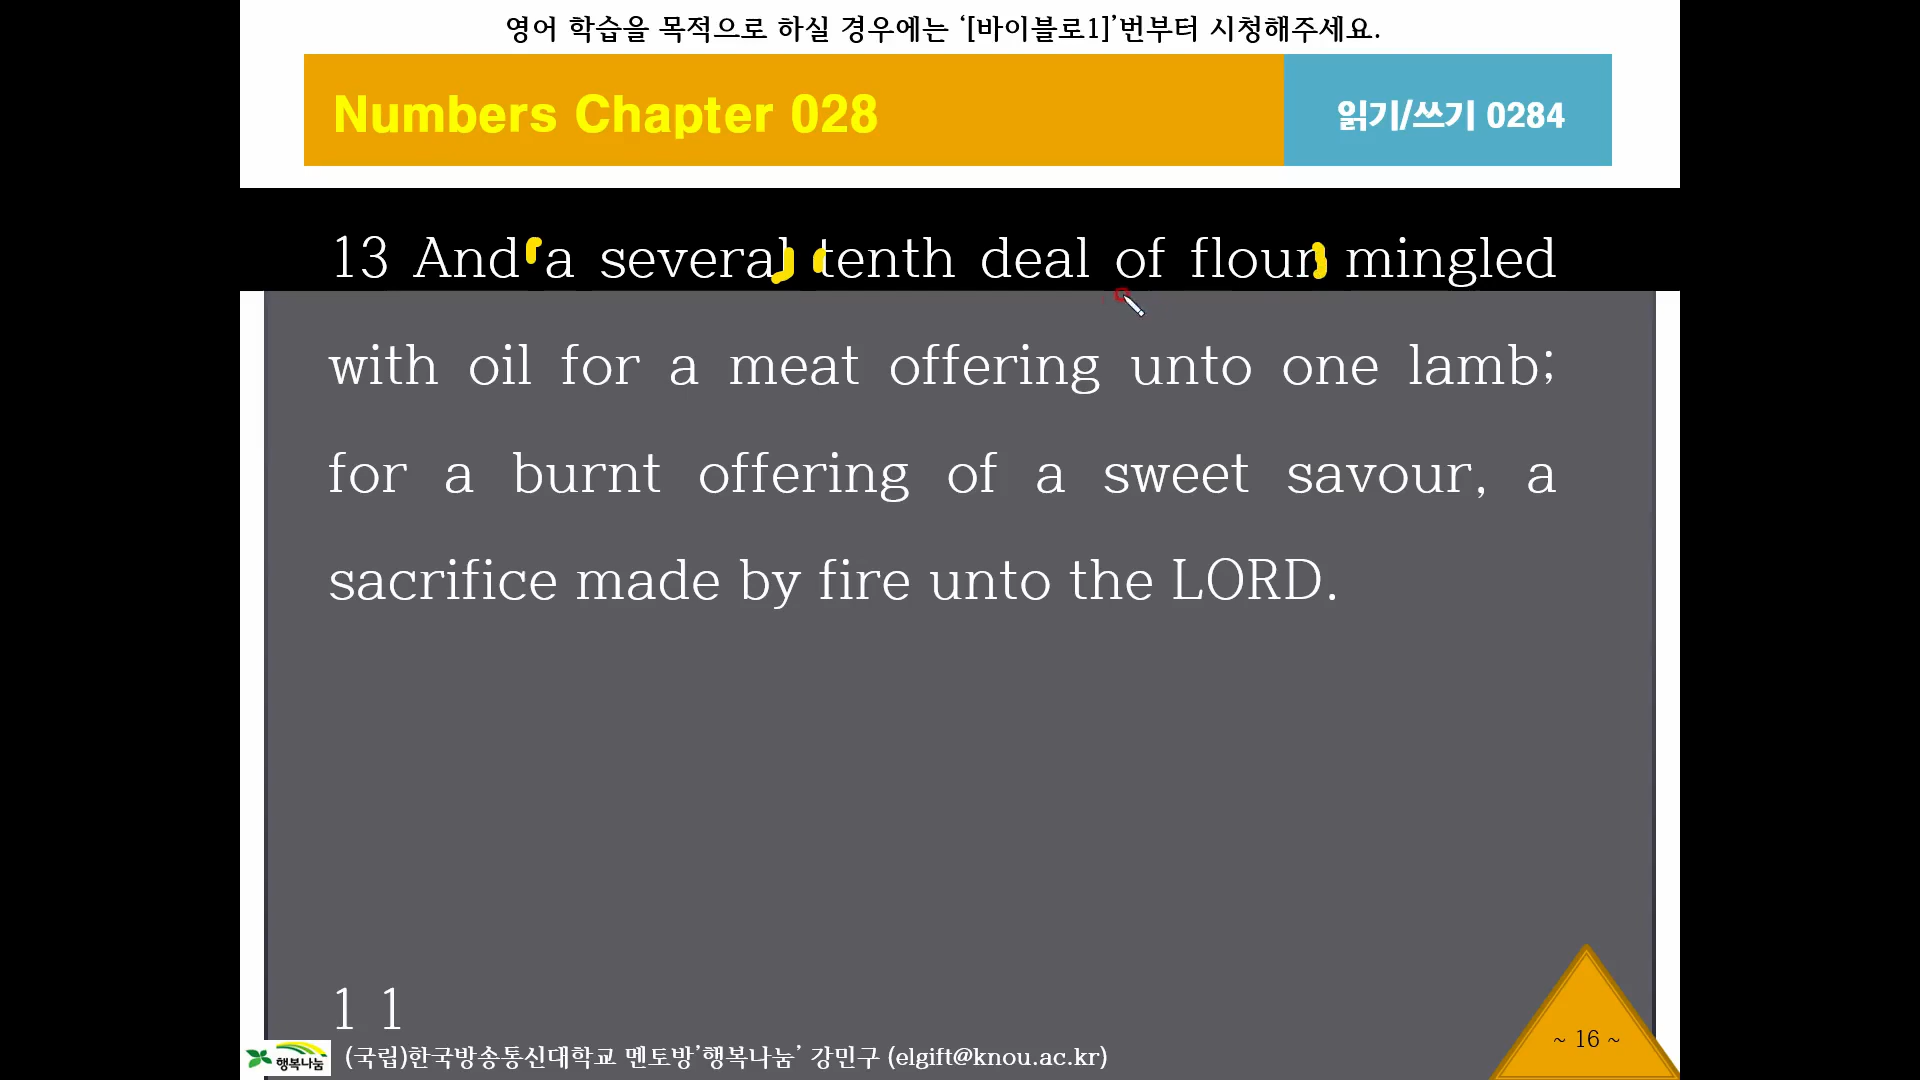 영어 학습을 목적으로 하실 경우에는 ‘[바이블로1]’번부터 시청해주세요.
Numbers Chapter 028
읽기/쓰기 0284
13 And a several tenth deal of flour mingled
with oil for a meat offering unto one lamb;
for a burnt offering of a sweet savour, a
sacrifice made by fire unto the LORD.
1 1
~ 16 ~
행복나눔
(국립)한국방송통신대학교 멘토방’행복나눔’ 강민구 (elgift@knou.ac.kr)